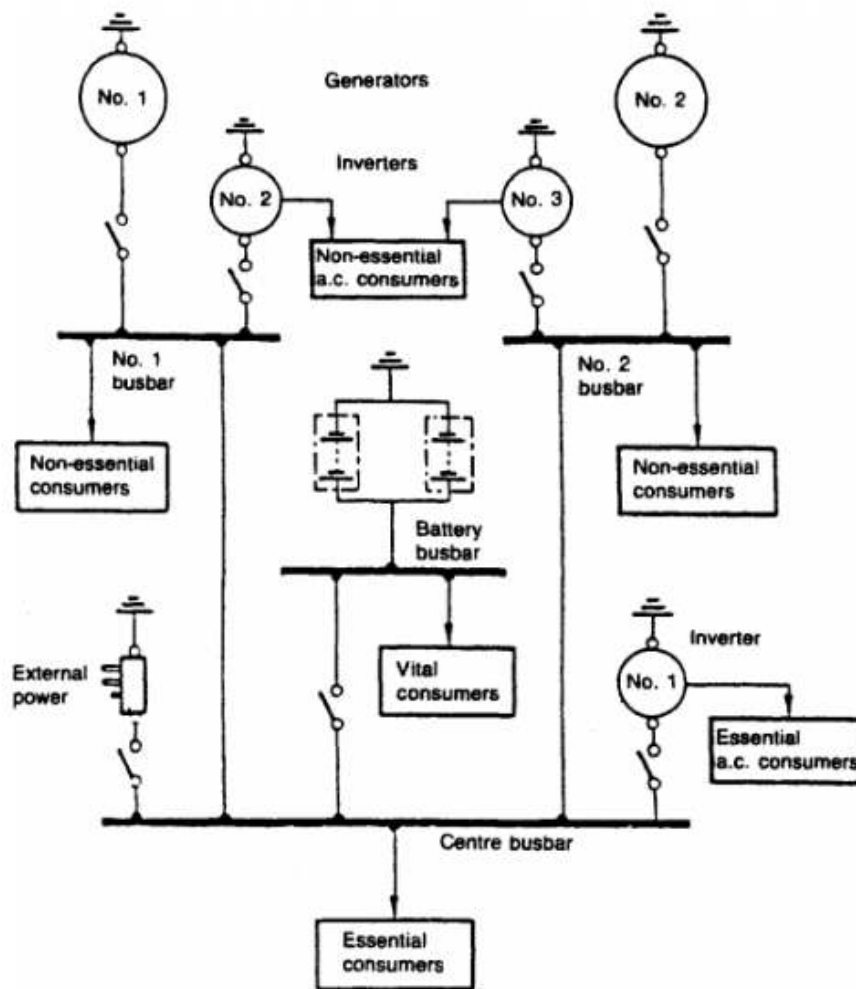 No. 1
Generators
No. 2
Inverters
No. 2
No. 3
Non-essential
a.c. consumers
No. 1
busbar
No. 2
busbar
Non-essential
consumers
Non-essential
consumers
Battery
busbar
External
power
Vital
consumers
Inverter
No. 1
Essential
a.c. consumers
Centre busbar
Essential
consumers